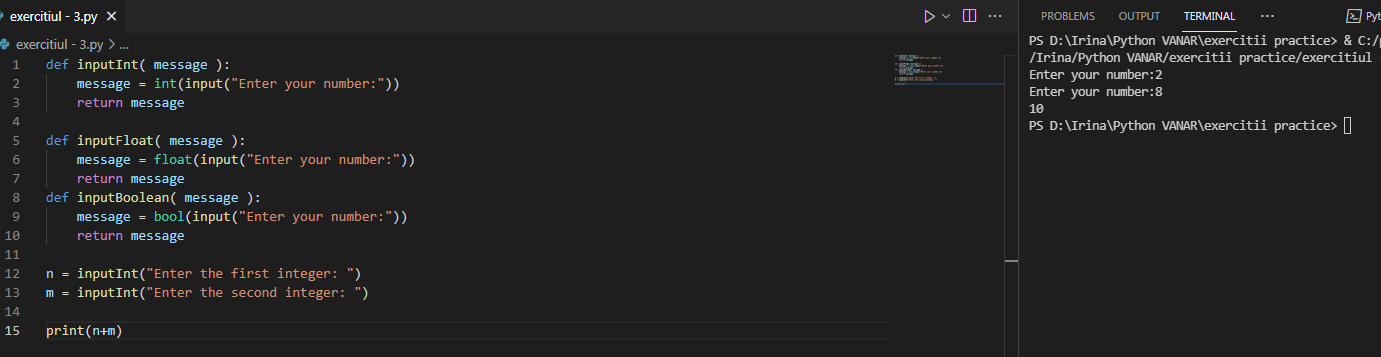 exercitiul - 3.py
exercitiul - 3.py > ...
1 def inputInt( message ):
2     message = int(input("Enter your number:"))
3     return message
4
5 def inputFloat( message ):
6     message = float(input("Enter your number:"))
7     return message
8 def inputBoolean( message ):
9     message = bool(input("Enter your number:"))
10     return message
11
12 n = inputInt("Enter the first integer: ")
13 m = inputInt("Enter the second integer: ")
14
15 print(n+m)
PROBLEMS OUTPUT TERMINAL ... Pyt
PS D:\Irina\Python VANAR\exercitii practice> & C:/
/Irina/Python VANAR/exercitii practice/exercitiul
Enter your number:2
Enter your number:8
10
PS D:\Irina\Python VANAR\exercitii practice>